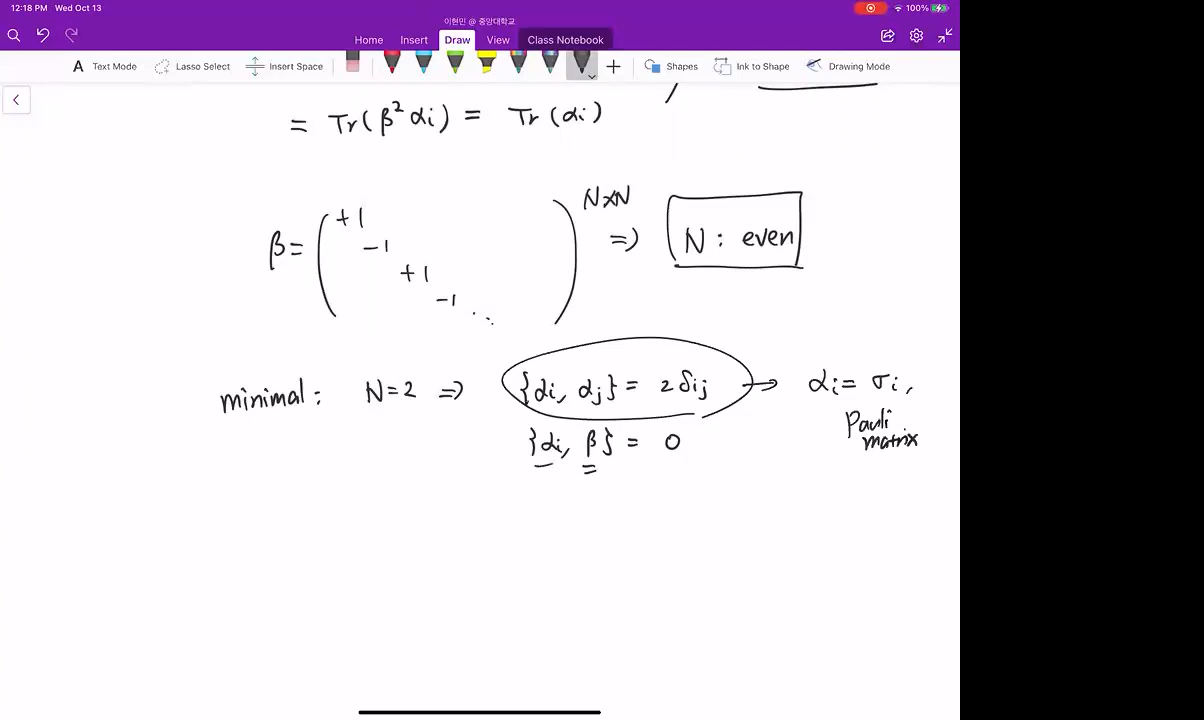 12:18 PM Wed Oct 13
100%
이현민 @ 중앙대학교
Home Insert Draw View Class Notebook
Text Mode Lasso Select Insert Space Shapes Ink to Shape Drawing Mode
= Tr(β² αi) = Tr(αi)
β = ( +1 -1 +1 -1 ⋱ ) N×N ⇒ N : even
minimal : N=2 ⇒ {αi, αj} = 2δij → αi = σi,
Pauli
matrix
{αi, β} = 0